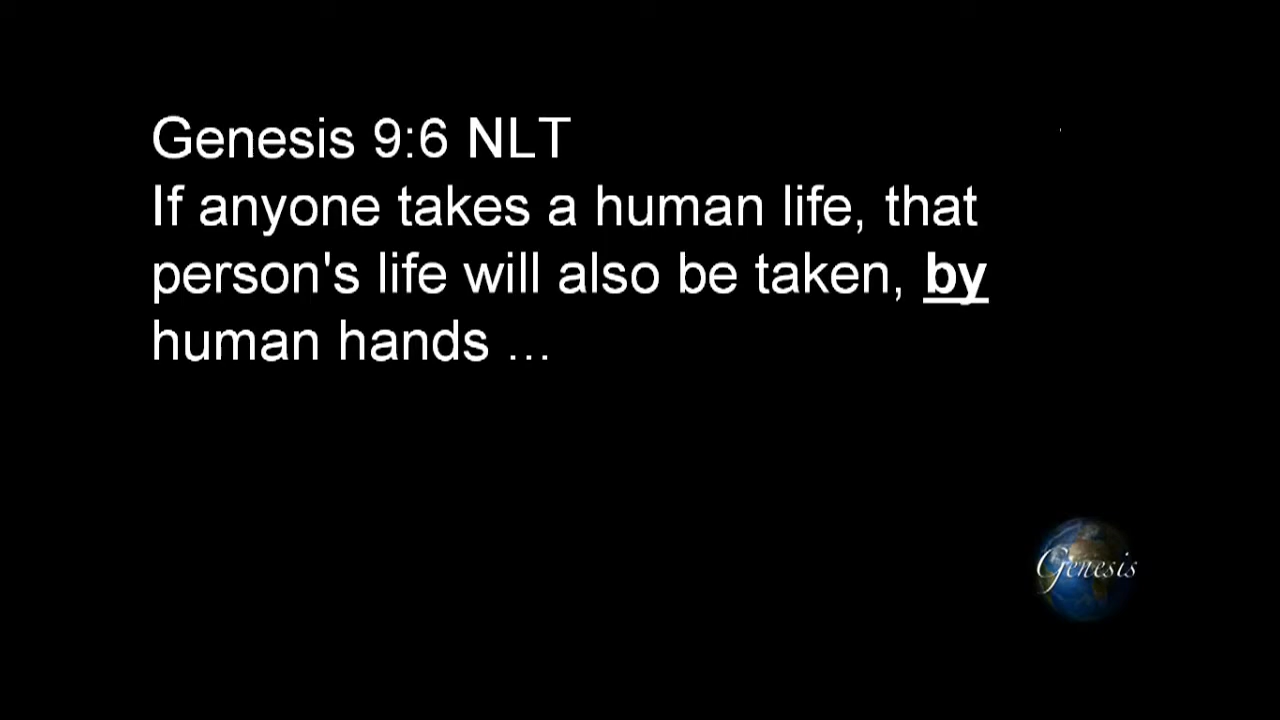 Genesis 9:6 NLT
If anyone takes a human life, that
person's life will also be taken, by
human hands ...
Genesis